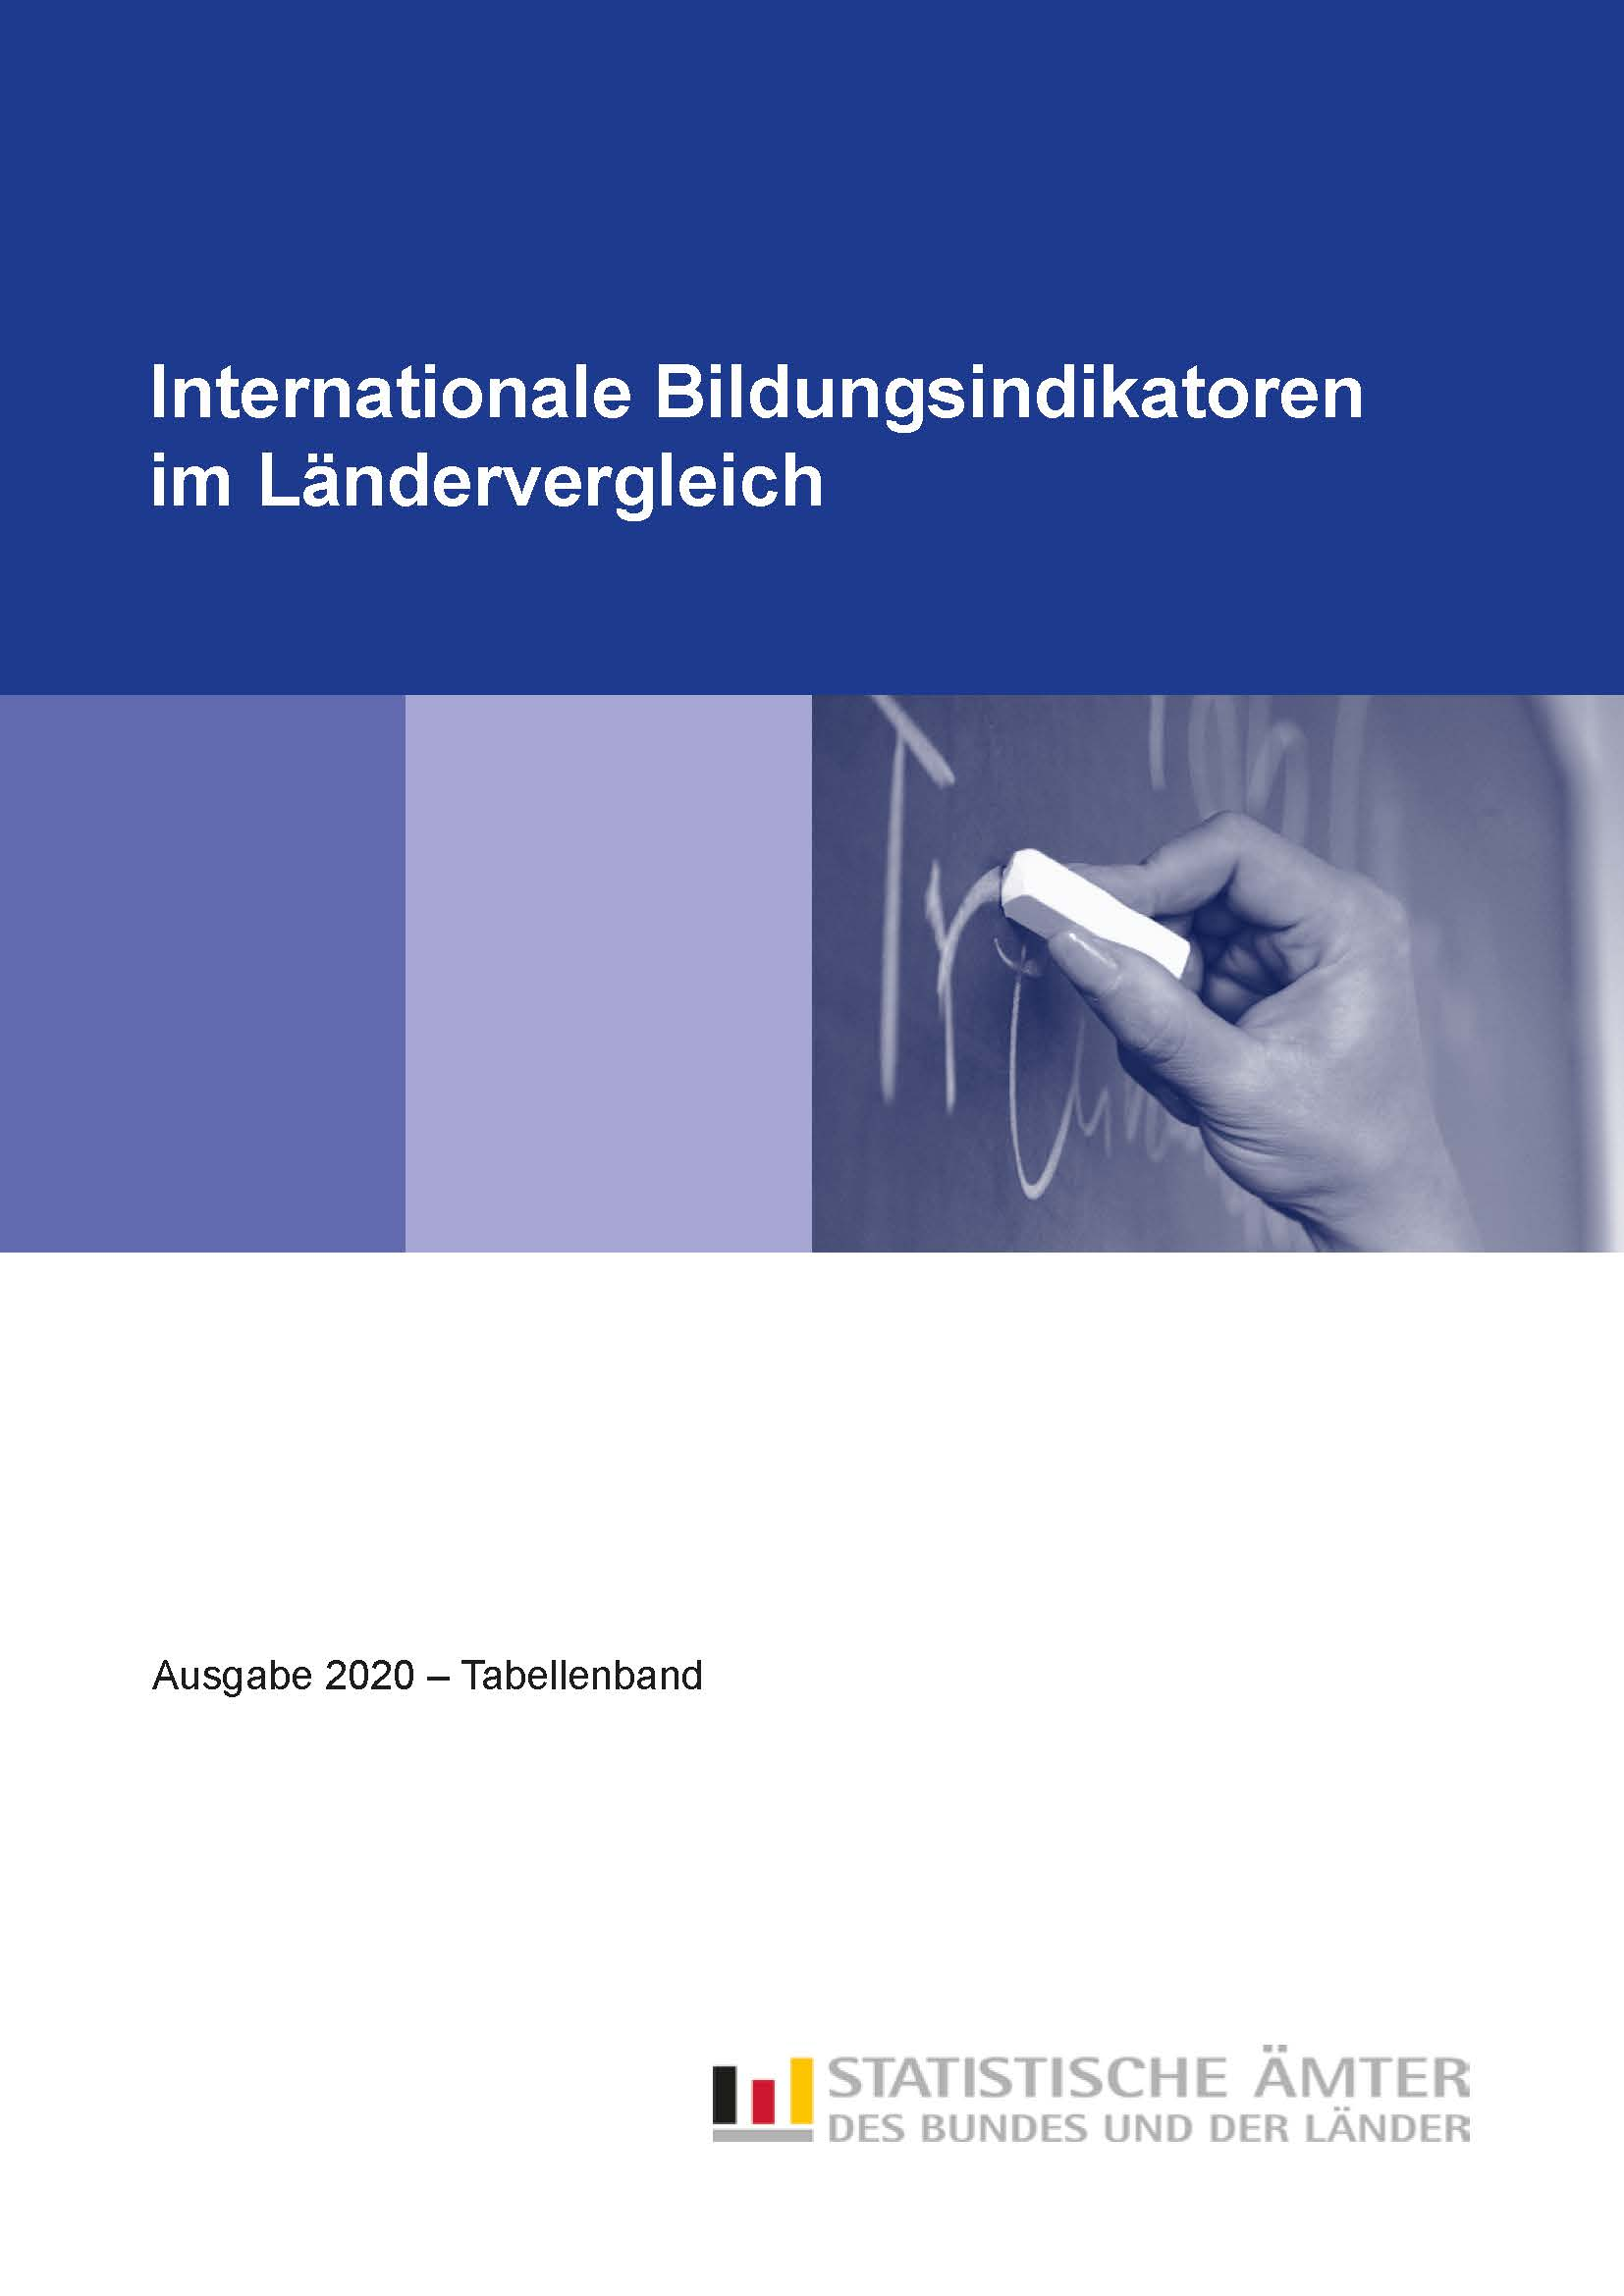 Internationale Bildungsindikatoren
im Ländervergleich
Ausgabe 2020 – Tabellenband
STATISTISCHE ÄMTER
DES BUNDES UND DER LÄNDER